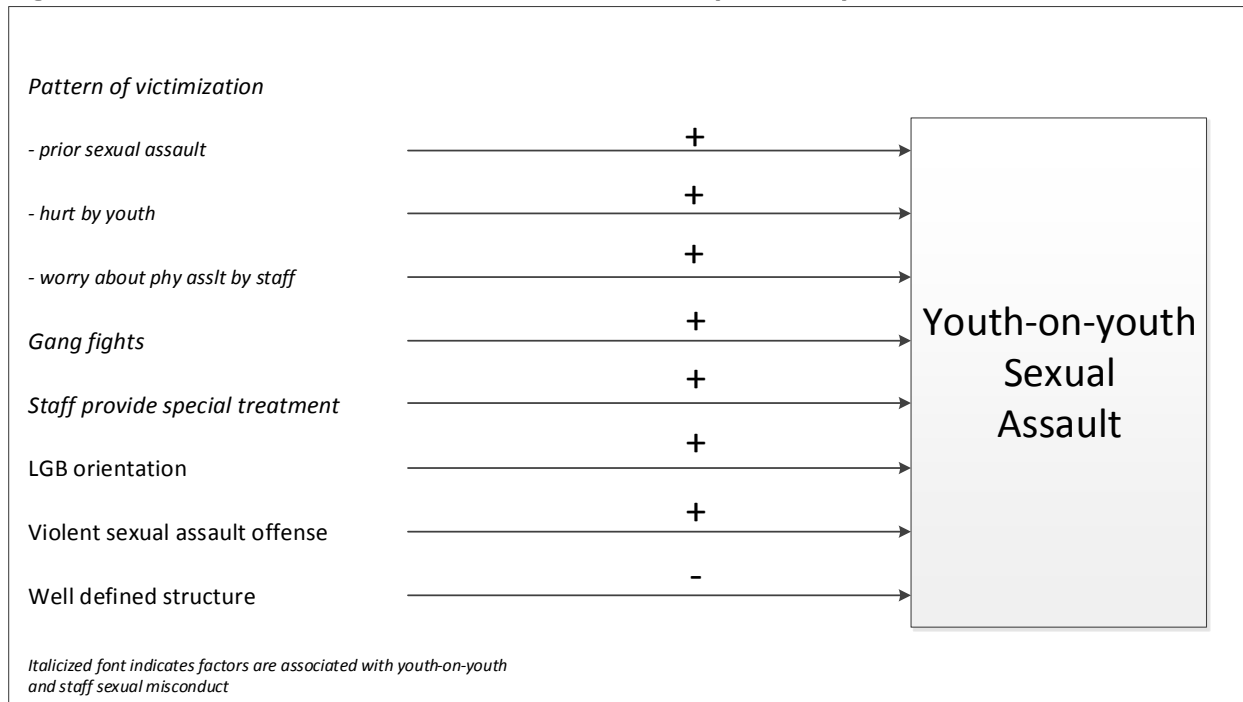 Pattern of victimization
- prior sexual assault
+
- hurt by youth
+
- worry about phy asslt by staff
+
Gang fights
+
Staff provide special treatment
+
LGB orientation
+
Violent sexual assault offense
+
Well defined structure
-
Youth-on-youth
Sexual
Assault
Italicized font indicates factors are associated with youth-on-youth
and staff sexual misconduct